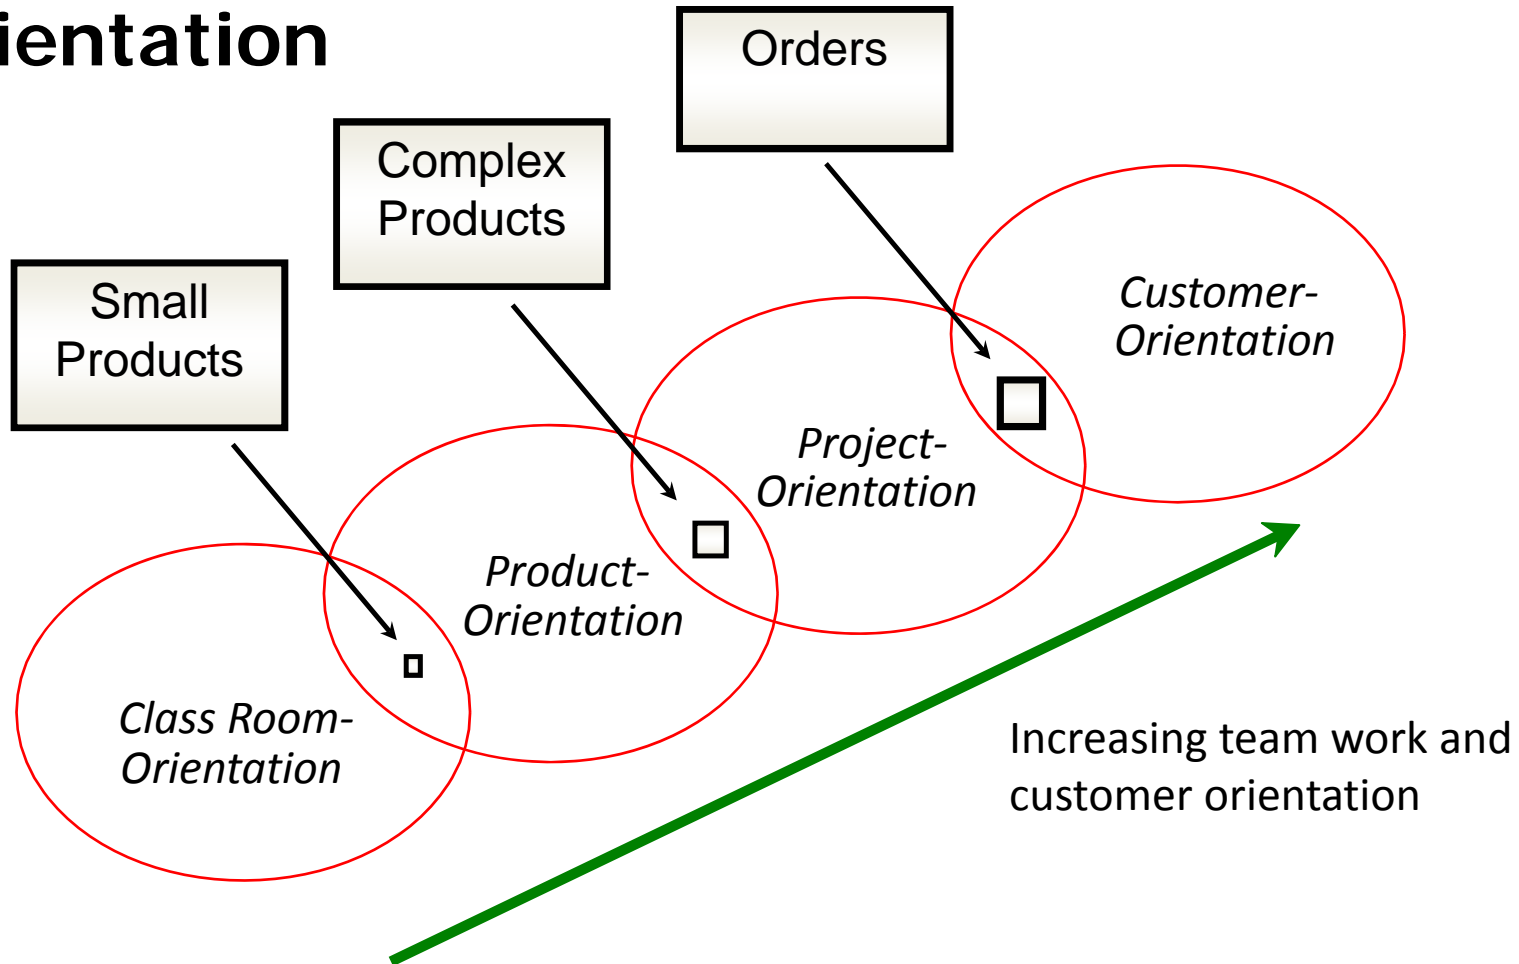 ientation
Orders
Complex
Products
Small
Products
Customer-
Orientation
Project-
Orientation
Product-
Orientation
Class Room-
Orientation
Increasing team work and
customer orientation